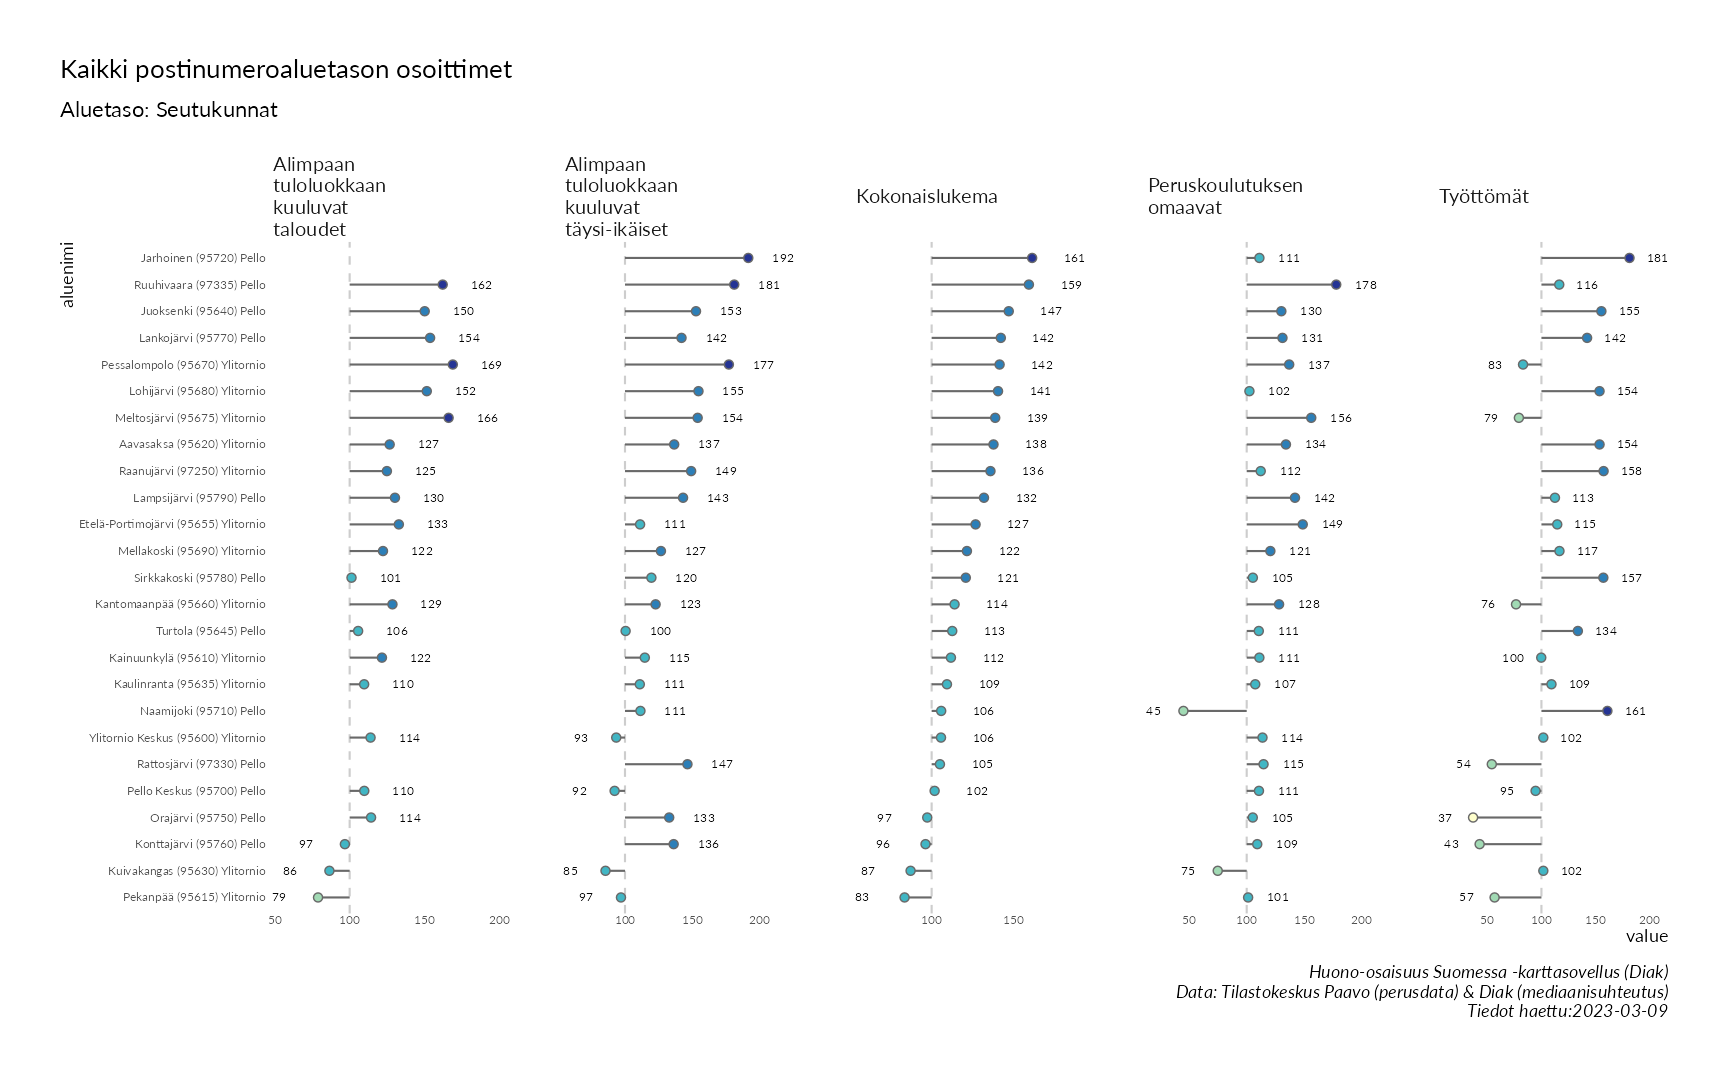 Kaikki postinumeroaluetason osoittimet
Aluetaso: Seutukunnat
Alimpaan
tuloluokkaan
kuuluvat
taloudet
Alimpaan
tuloluokkaan
kuuluvat
täysi-ikäiset
Kokonaislukema
Peruskoulutuksen
omaavat
Työttömät
aluenimi
Jarhoinen (95720) Pello 192 161 111 181
Ruuhivaara (97335) Pello 162 181 159 178 116
Juoksenki (95640) Pello 150 153 147 130 155
Lankojärvi (95770) Pello 154 142 142 131 142
Pessalompolo (95670) Ylitornio 169 177 142 137 83
Lohijärvi (95680) Ylitornio 152 155 141 102 154
Meltosjärvi (95675) Ylitornio 166 154 139 156 79
Aavasaksa (95620) Ylitornio 127 137 138 134 154
Raanujärvi (97250) Ylitornio 125 149 136 112 158
Lampsijärvi (95790) Pello 130 143 132 142 113
Etelä-Portimojärvi (95655) Ylitornio 133 111 127 149 115
Mellakoski (95690) Ylitornio 122 127 122 121 117
Sirkkakoski (95780) Pello 101 120 121 105 157
Kantomaanpää (95660) Ylitornio 129 123 114 128 76
Turtola (95645) Pello 106 100 113 111 134
Kainuunkylä (95610) Ylitornio 122 115 112 111 100
Kaulinranta (95635) Ylitornio 110 111 109 107 109
Naamijoki (95710) Pello 111 106 45 161
Ylitornio Keskus (95600) Ylitornio 114 93 106 114 102
Rattosjärvi (97330) Pello 147 105 115 54
Pello Keskus (95700) Pello 110 92 102 111 95
Orajärvi (95750) Pello 114 133 97 105 37
Konttajärvi (95760) Pello 97 136 96 109 43
Kuivakangas (95630) Ylitornio 86 85 87 75 102
Pekanpää (95615) Ylitornio 79 97 83 101 57
50 100 150 200 100 150 200 100 150 50 100 150 200 50 100 150 200
value
Huono-osaisuus Suomessa -karttasovellus (Diak)
Data: Tilastokeskus Paavo (perusdata) & Diak (mediaanisuhteutus)
Tiedot haettu:2023-03-09